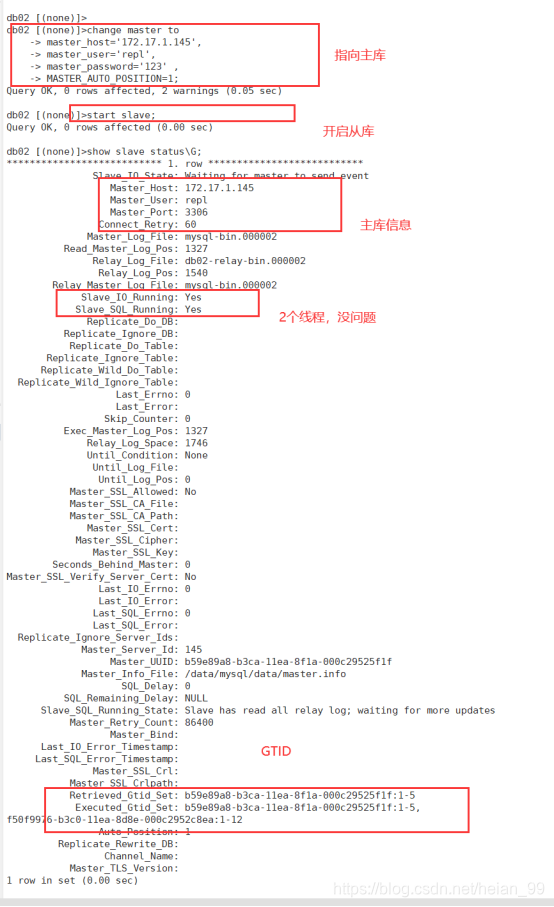 db02 [(none)]>
db02 [(none)]>change master to
-> master_host='172.17.1.145',
-> master_user='repl',
-> master_password='123' ,
-> MASTER_AUTO_POSITION=1;
指向主库
Query OK, 0 rows affected, 2 warnings (0.05 sec)
db02 [(none)]>start slave;
Query OK, 0 rows affected (0.00 sec)
开启从库
db02 [(none)]>show slave status\G;
*************************** 1. row ***************************
Slave_IO_State: Waiting for master to send event
Master_Host: 172.17.1.145
Master_User: repl
Master_Port: 3306
Connect_Retry: 60
主库信息
Master_Log_File: mysql-bin.000002
Read_Master_Log_Pos: 1327
Relay_Log_File: db02-relay-bin.000002
Relay_Log_Pos: 1540
Relay_Master_Log_File: mysql-bin.000002
Slave_IO_Running: Yes
Slave_SQL_Running: Yes
2个线程，没问题
Replicate_Do_DB:
Replicate_Ignore_DB:
Replicate_Do_Table:
Replicate_Ignore_Table:
Replicate_Wild_Do_Table:
Replicate_Wild_Ignore_Table:
Last_Errno: 0
Last_Error:
Skip_Counter: 0
Exec_Master_Log_Pos: 1327
Relay_Log_Space: 1746
Until_Condition: None
Until_Log_File:
Until_Log_Pos: 0
Master_SSL_Allowed: No
Master_SSL_CA_File:
Master_SSL_CA_Path:
Master_SSL_Cert:
Master_SSL_Cipher:
Master_SSL_Key:
Seconds_Behind_Master: 0
Master_SSL_Verify_Server_Cert: No
Last_IO_Errno: 0
Last_IO_Error:
Last_SQL_Errno: 0
Last_SQL_Error:
Replicate_Ignore_Server_Ids:
Master_Server_Id: 145
Master_UUID: b59e89a8-b3ca-11ea-8f1a-000c29525f1f
Master_Info_File: /data/mysql/data/master.info
SQL_Delay: 0
SQL_Remaining_Delay: NULL
Slave_SQL_Running_State: Slave has read all relay log; waiting for more updates
Master_Retry_Count: 86400
Master_Bind:
Last_IO_Error_Timestamp:
Last_SQL_Error_Timestamp:
GTID
Master_SSL_Crl:
Master_SSL_Crlpath:
Retrieved_Gtid_Set: b59e89a8-b3ca-11ea-8f1a-000c29525f1f:1-5
Executed_Gtid_Set: b59e89a8-b3ca-11ea-8f1a-000c29525f1f:1-5,
f50f9976-b3c0-11ea-8d8e-000c2952c8ea:1-12
Auto_Position: 1
Replicate_Rewrite_DB:
Channel_Name:
Master_TLS_Version:
1 row in set (0.00 sec)
https://blog.csdn.net/heian_99